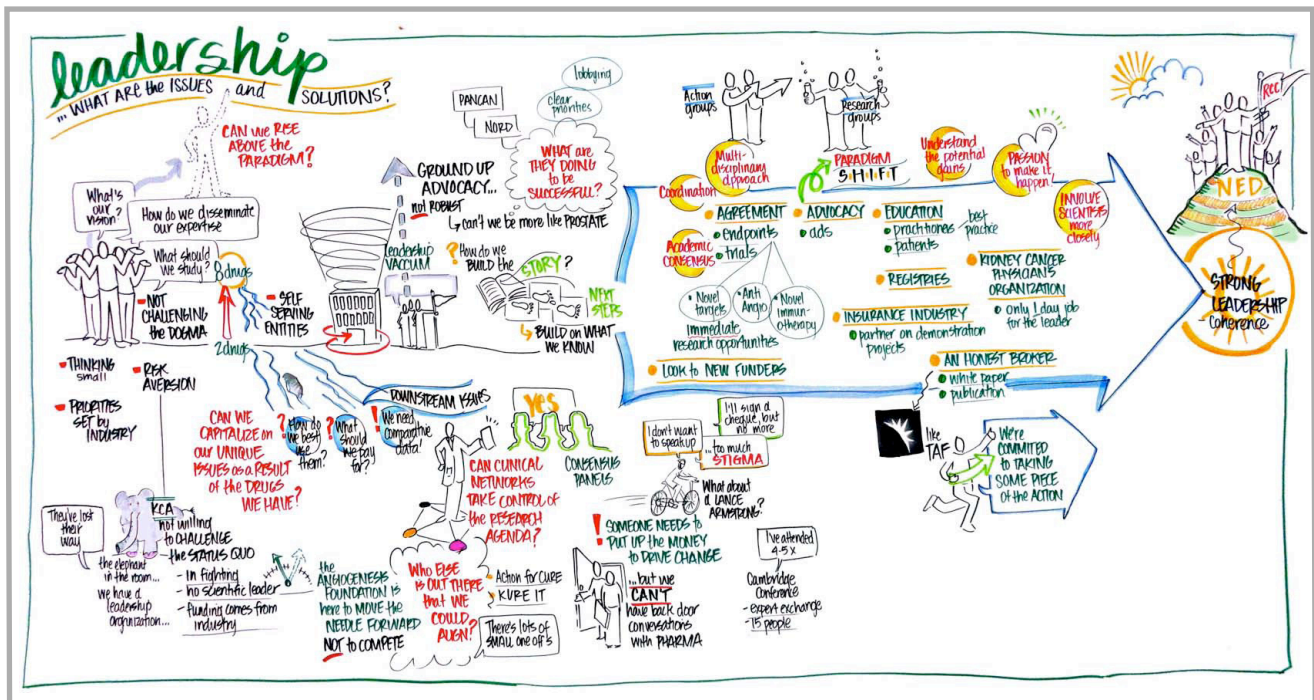 leadership
...WHAT ARE the ISSUES and SOLUTIONS?
CAN WE RISE
ABOVE the
PARADIGM?
What's
our
vision?
How do we disseminate
our expertise
What should
we study?
8 drugs
2 drugs
NOT
CHALLENGING
the DOGMA
SELF
SERVING
ENTITIES
THINKING
small
RISK
AVERSION
PRIORITIES
SET by
INDUSTRY
PANCAN
NORD
lobbying
clear
priorities
WHAT are
THEY DOING
to be
SUCCESSFUL?
GROUND UP
ADVOCACY...
not ROBUST
can't we be more like PROSTATE
leadership
VACCUM
? How do we
BUILD the STORY?
NEXT
STEPS
BUILD on WHAT
WE KNOW
DOWNSTREAM ISSUES
CAN WE
CAPITALIZE on
our UNIQUE
ISSUES as a RESULT
of the DRUGS
WE HAVE?
? How do
we best
use them?
? What
should
we pay
for?
! We need
comparative
data!
Yes
CONSENSUS
PANELS
CAN CLINICAL
NETWORKS
TAKE CONTROL of
the RESEARCH
AGENDA?
They've lost
their
way
the elephant
in the room...
we have a
leadership
organization...
KCA
not willing
to CHALLENGE
the STATUS QUO
- in fighting
- no scientific leader
- funding comes from
industry
the
ANGIOGENESIS
FOUNDATION is
here to MOVE the
NEEDLE FORWARD
NOT to COMPETE
WHO ELSE
IS OUT THERE
that WE
COULD
ALIGN?
Action for CURE
KURE IT
There's lots of
SMALL one off's
I don't want
to speak up
I'll sign a
cheque, but
no more
...too much
STIGMA
What about
a LANCE
ARMSTRONG?
! SOMEONE NEEDS to
PUT UP the MONEY
to DRIVE CHANGE
...but we
CAN'T
have back door
conversations
with PHARMA
I've attended
4-5 x
Cambridge
Conference
- expert exchange
- 75 people
Action
groups
Research
groups
Coordination
Multi-
disciplinary
approach
PARADIGM
SHIFT
Understand
the potential
gains
PASSION
to make it
happen
INVOLVE
SCIENTISTS
more
closely
Academic
CONSENSUS
AGREEMENT
endpoints
trials
ADVOCACY
ads
EDUCATION
practitiones
patients
best
practice
Novel
targets
Anti
Angio
Novel
immun-
otherapy
immediate
research opportunities
LOOK to NEW FUNDERS
REGISTRIES
INSURANCE INDUSTRY
partner on demonstration
projects
KIDNEY CANCER
PHYSICIANS
ORGANIZATION
only 1 day job
for the leader
AN HONEST BROKER
white paper
publication
like
TAF
We're
COMMITED
to TAKING
SOME PIECE
of the ACTION
RCC
NED
STRONG
LEADERSHIP
- Coherence